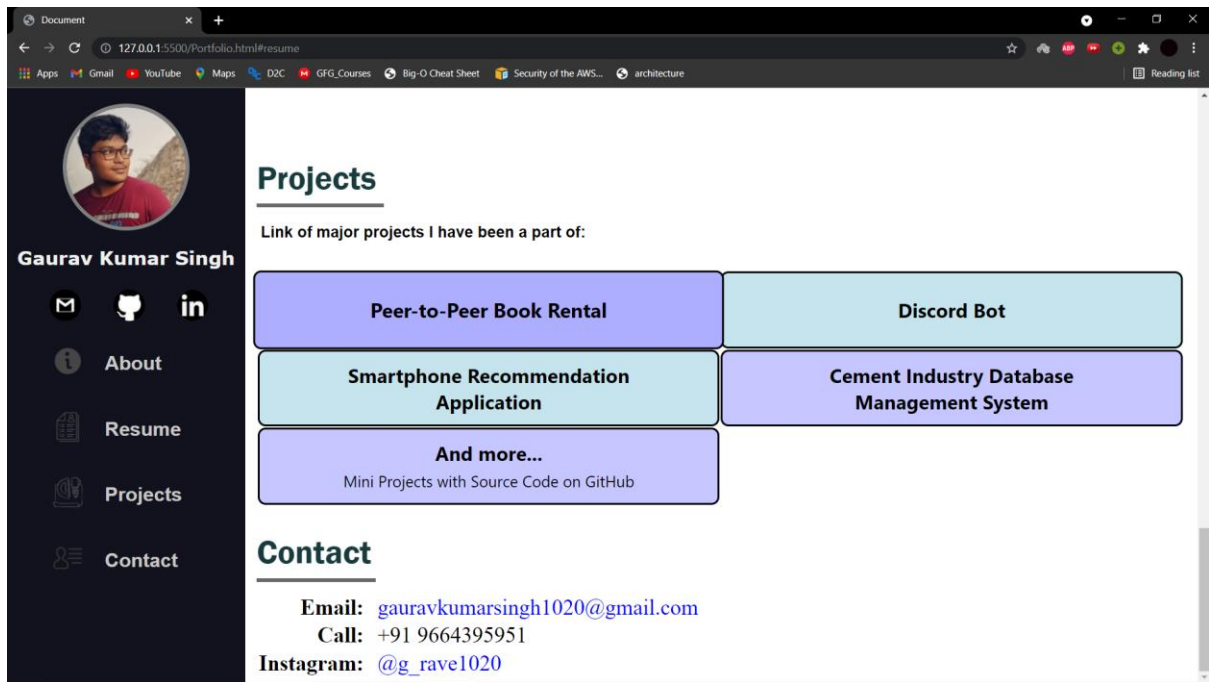 Document
127.0.0.1:5500/Portfolio.html#resume
ABP
Apps Gmail YouTube Maps D2C GFG_Courses Big-O Cheat Sheet Security of the AWS... architecture Reading list
Gaurav Kumar Singh
in
About
Resume
Projects
Contact
Projects
Link of major projects I have been a part of:
Peer-to-Peer Book Rental
Discord Bot
Smartphone Recommendation
Application
Cement Industry Database
Management System
And more...
Mini Projects with Source Code on GitHub
Contact
Email: gauravkumarsingh1020@gmail.com
Call: +91 9664395951
Instagram: @g_rave1020